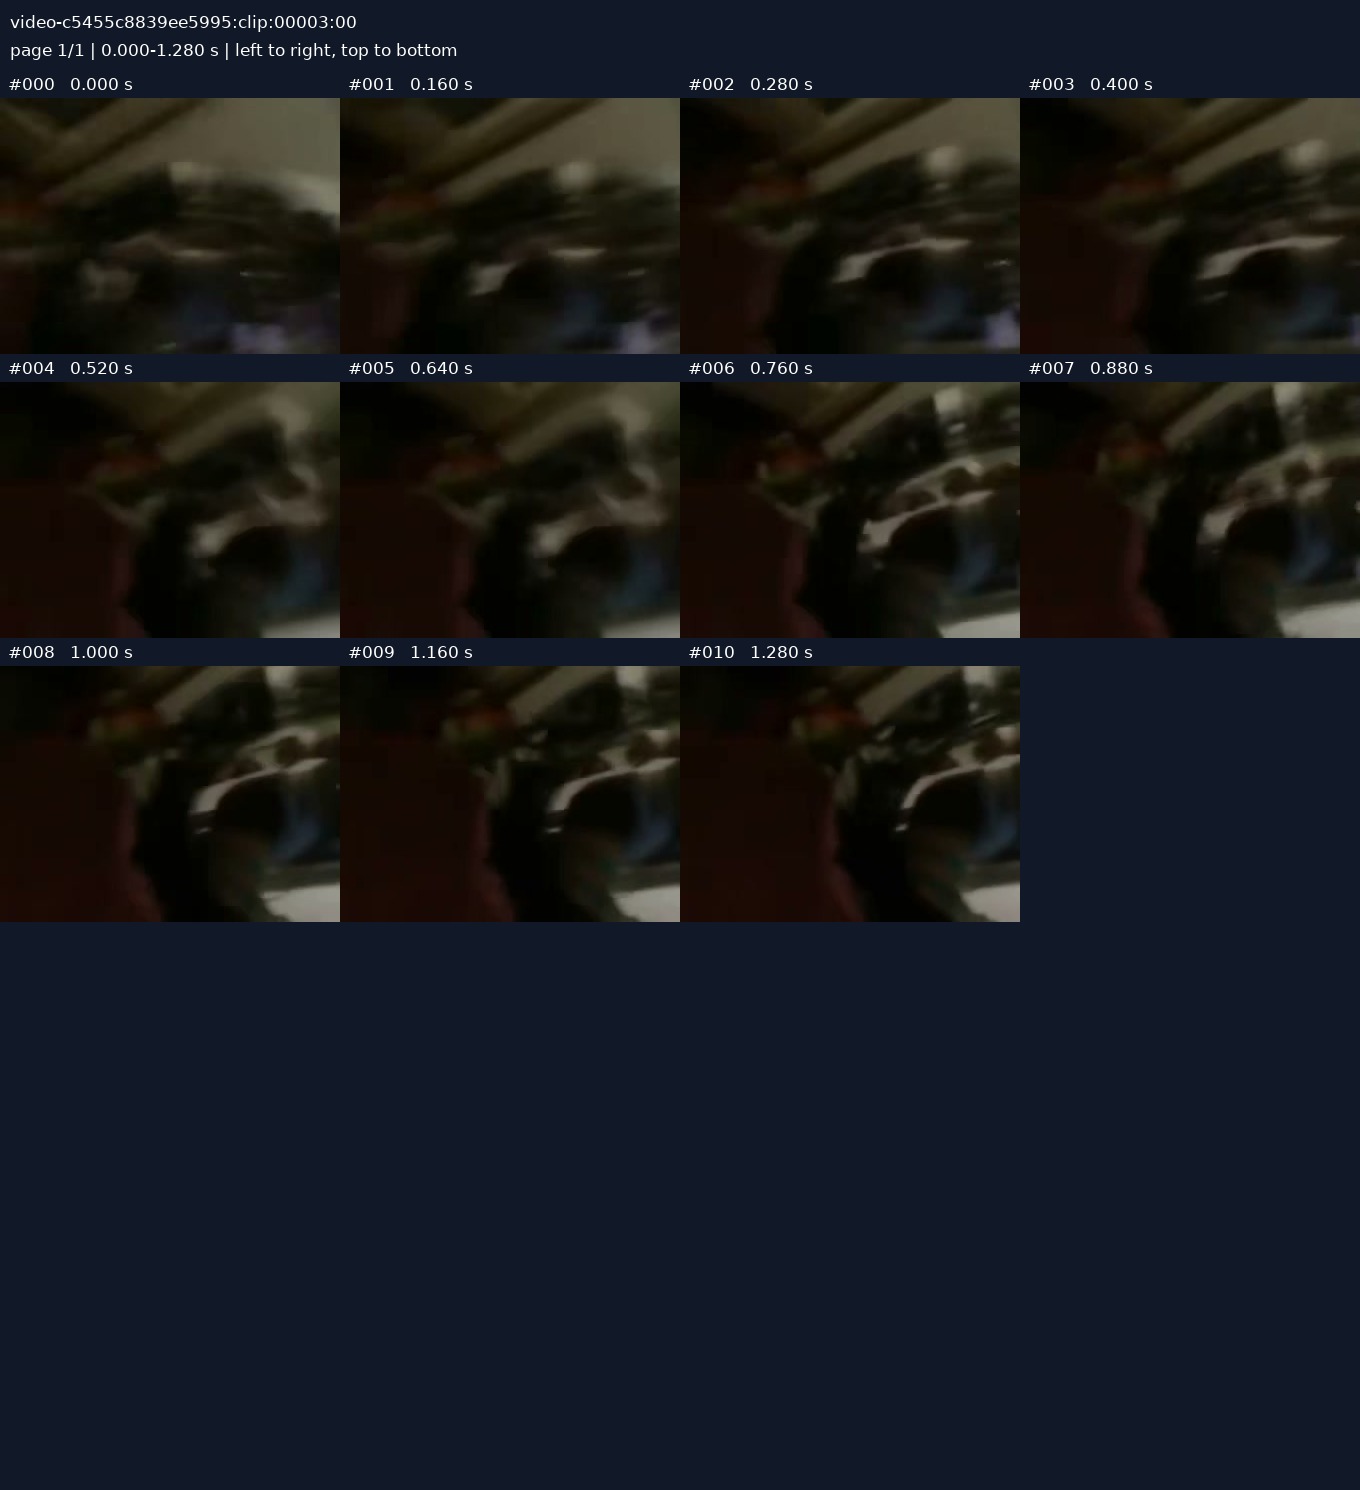 video-c5455c8839ee5995:clip:00003:00
page 1/1 | 0.000-1.280 s | left to right, top to bottom
#000 0.000 s
#001 0.160 s
#002 0.280 s
#003 0.400 s
#004 0.520 s
#005 0.640 s
#006 0.760 s
#007 0.880 s
#008 1.000 s
#009 1.160 s
#010 1.280 s